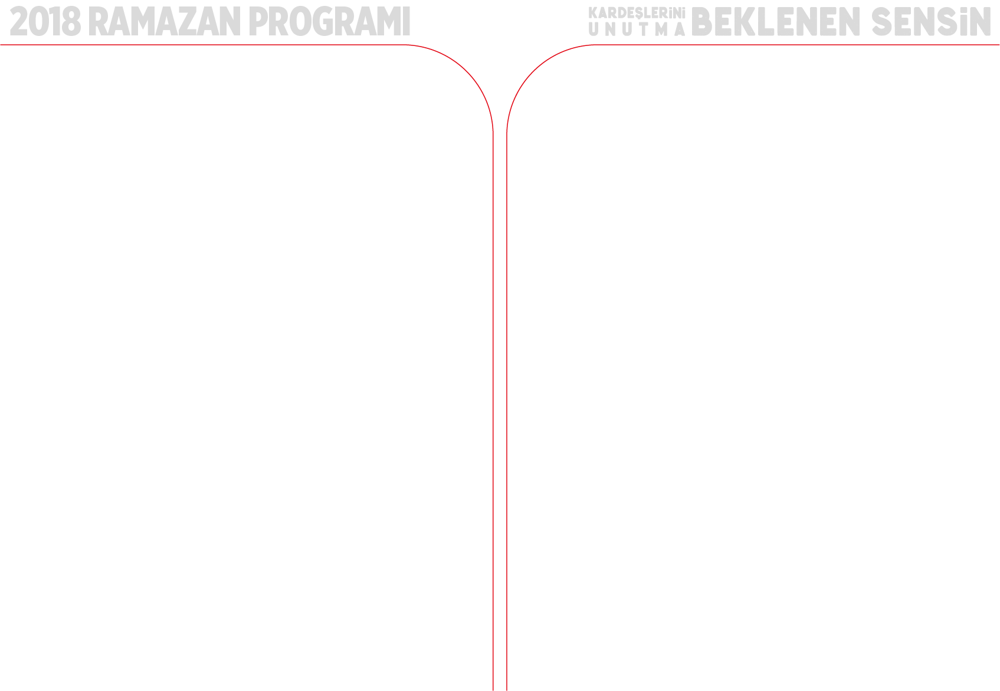 2018 RAMAZAN PROGRAMI
KARDEŞLERİNİ
UNUTMA
BEKLENEN SENSİN